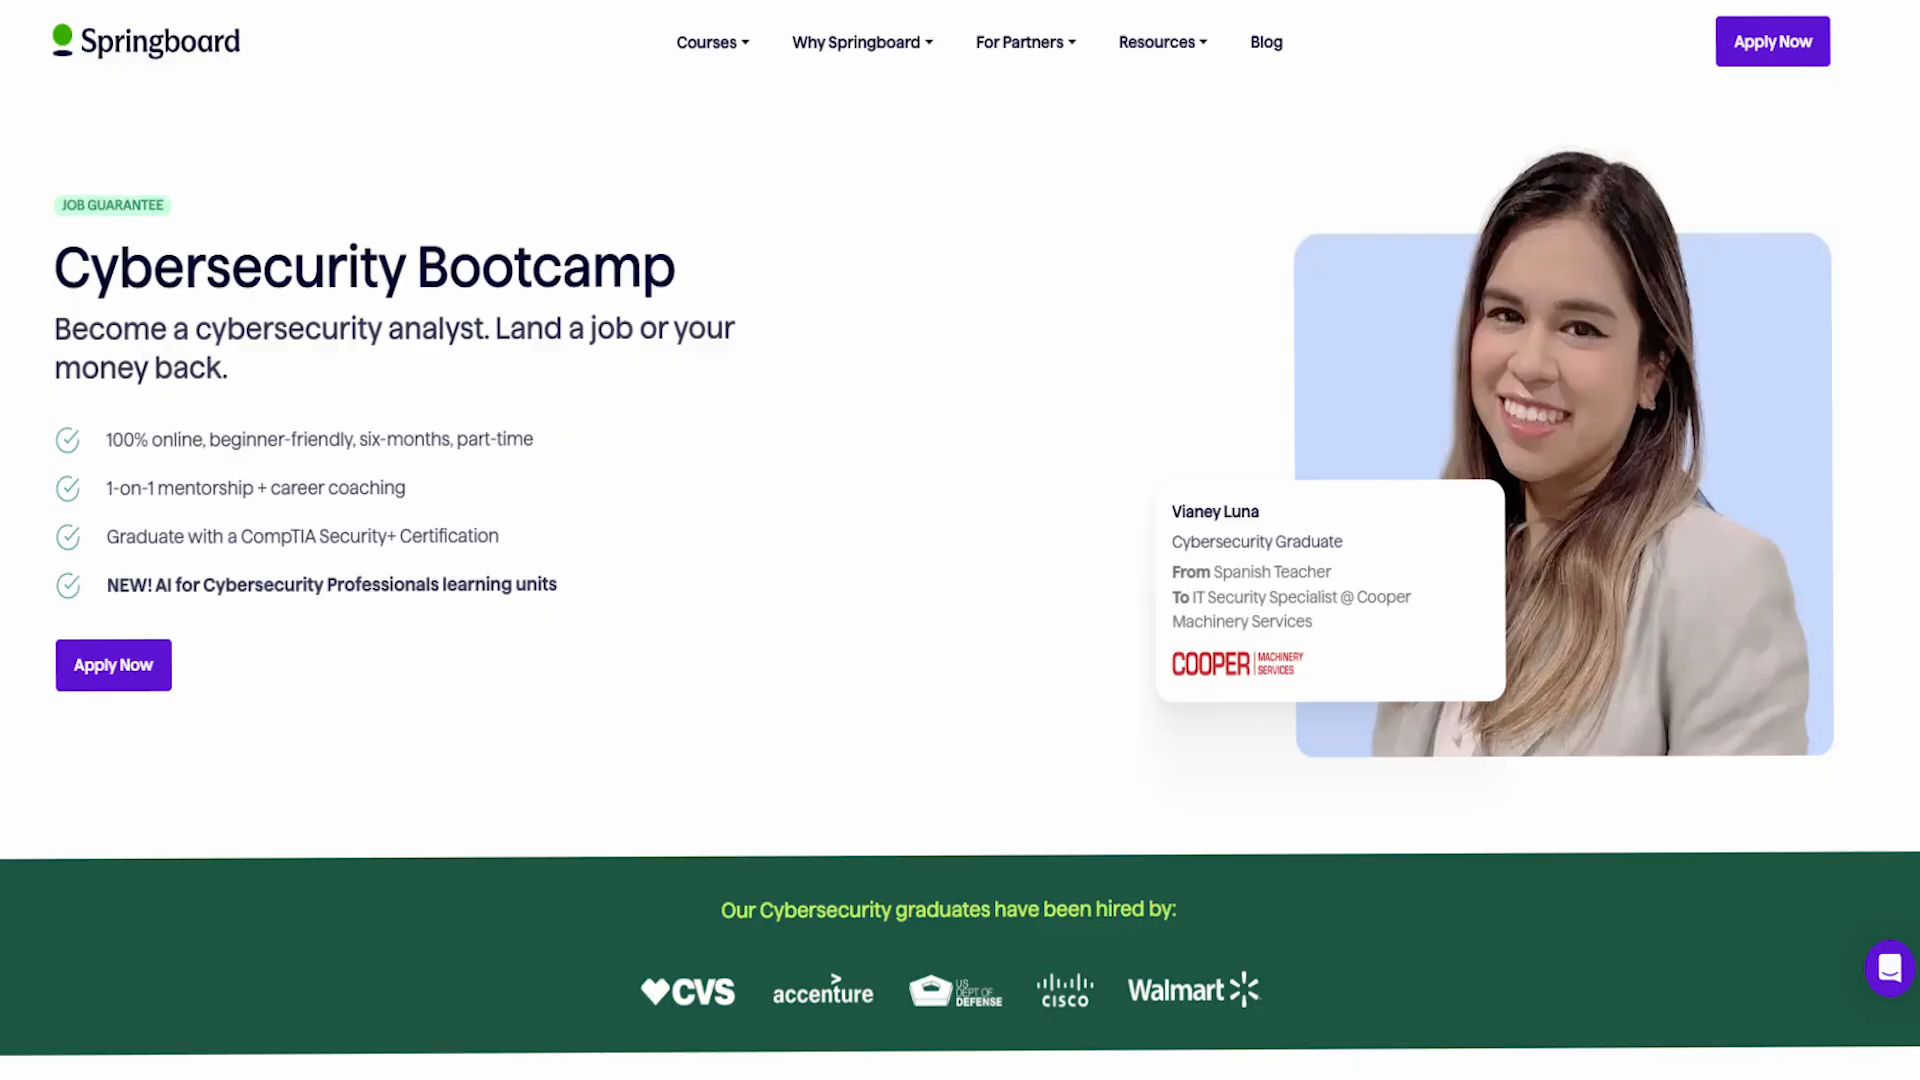 Springboard
Courses
Why Springboard
For Partners
Resources
Blog
Apply Now
JOB GUARANTEE
Cybersecurity Bootcamp
Become a cybersecurity analyst. Land a job or your
money back.
100% online, beginner-friendly, six-months, part-time
1-on-1 mentorship + career coaching
Graduate with a CompTIA Security+ Certification
NEW! AI for Cybersecurity Professionals learning units
Apply Now
Vianey Luna
Cybersecurity Graduate
From Spanish Teacher
To IT Security Specialist @ Cooper
Machinery Services
COOPER MACHINERY
SERVICES
Our Cybersecurity graduates have been hired by:
CVS
accenture
US
DEPT OF
DEFENSE
CISCO
Walmart